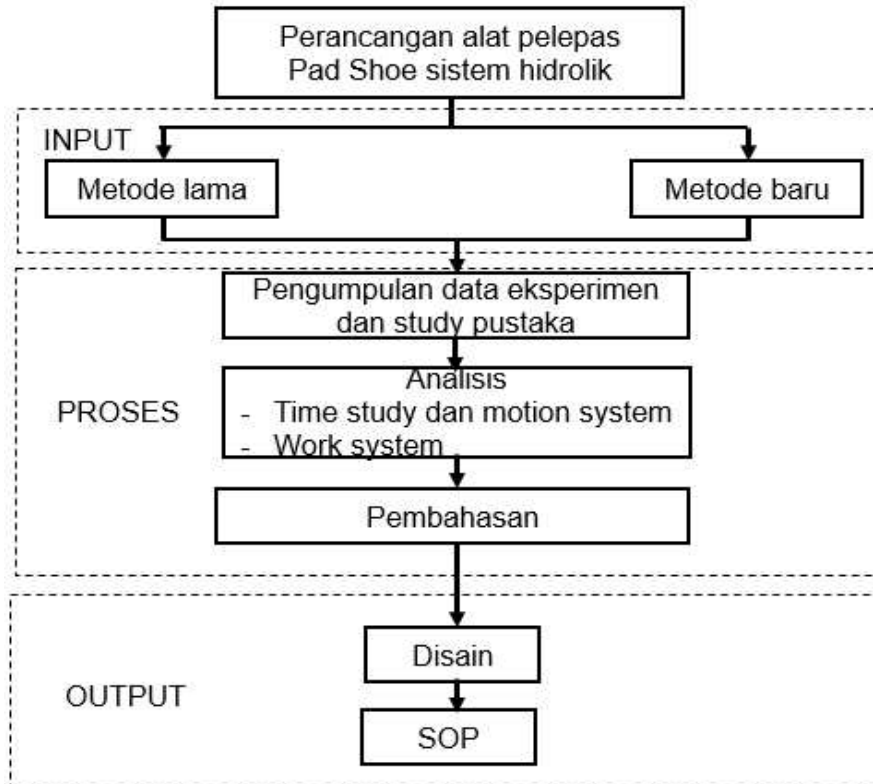 Perancangan alat pelepas
Pad Shoe sistem hidrolik
INPUT
Metode lama
Metode baru
Pengumpulan data eksperimen
dan study pustaka
PROSES
Analisis
- Time study dan motion system
- Work system
Pembahasan
Disain
OUTPUT
SOP